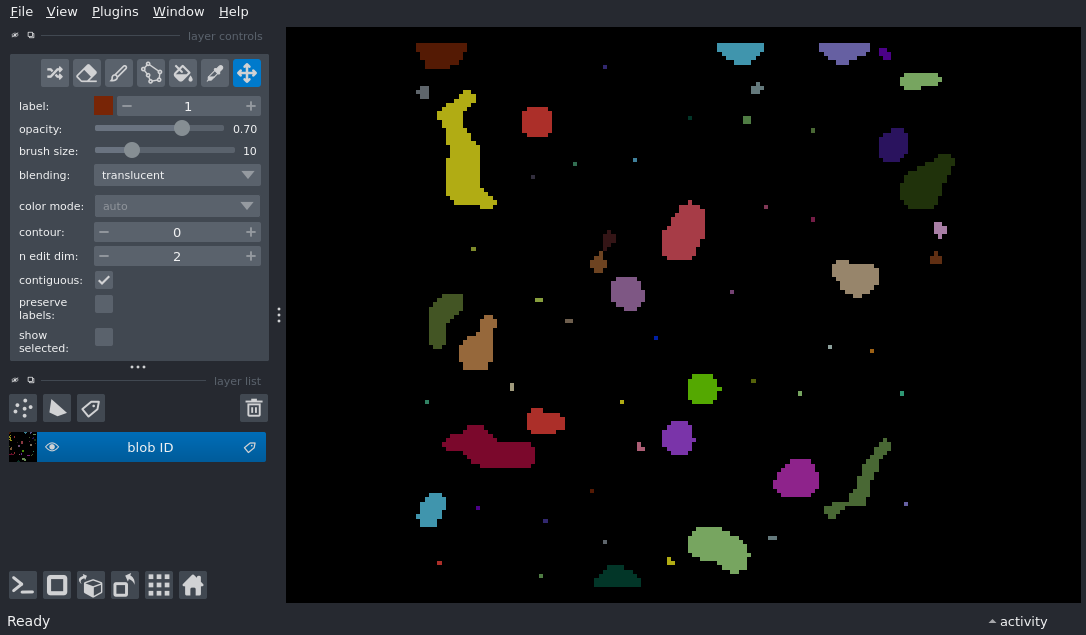 File View Plugins Window Help
layer controls
label: 1
opacity: 0.70
brush size: 10
blending: translucent
color mode: auto
contour: 0
n edit dim: 2
contiguous:
preserve
labels:
show
selected:
layer list
blob ID
Ready
activity